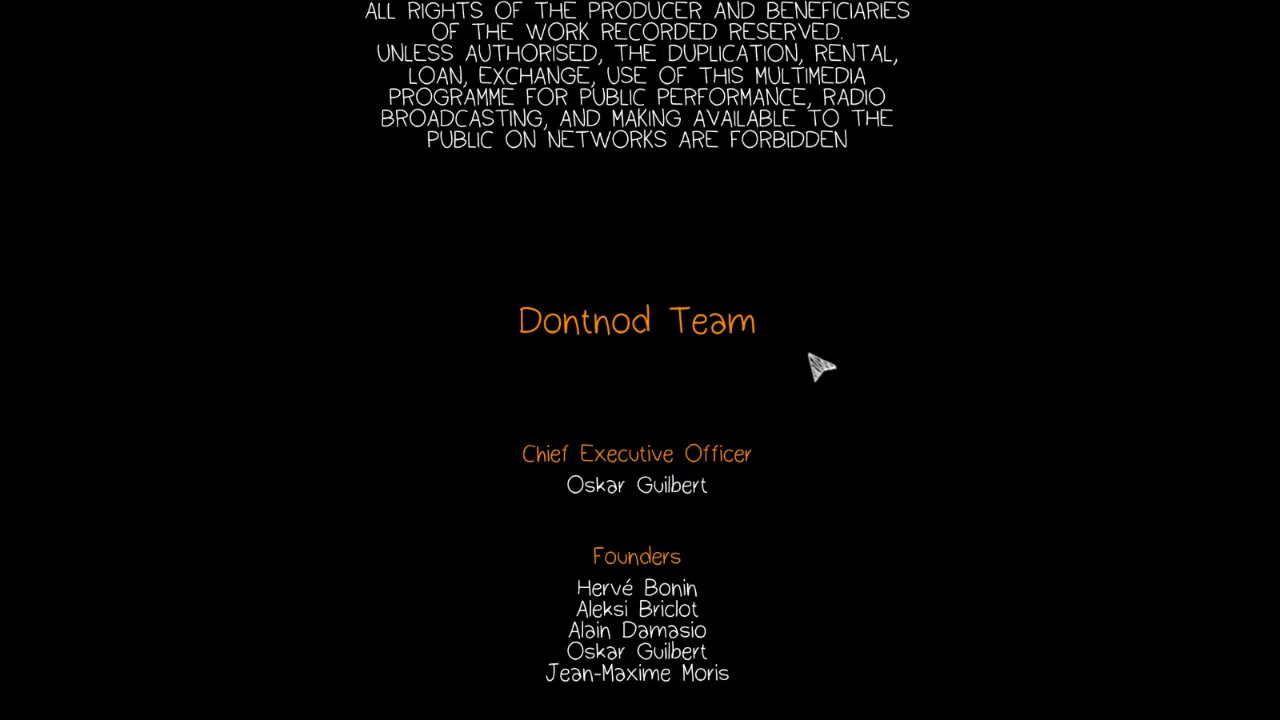 ALL RIGHTS OF THE PRODUCER AND BENEFICIARIES
OF THE WORK RECORDED RESERVED.
UNLESS AUTHORISED, THE DUPLICATION, RENTAL,
LOAN, EXCHANGE, USE OF THIS MULTIMEDIA
PROGRAMME FOR PUBLIC PERFORMANCE, RADIO
BROADCASTING, AND MAKING AVAILABLE TO THE
PUBLIC ON NETWORKS ARE FORBIDDEN
Dontnod Team
Chief Executive Officer
Oskar Guilbert
Founders
Hervé Bonin
Aleksi Briclot
Alain Damasio
Oskar Guilbert
Jean-Maxime Moris